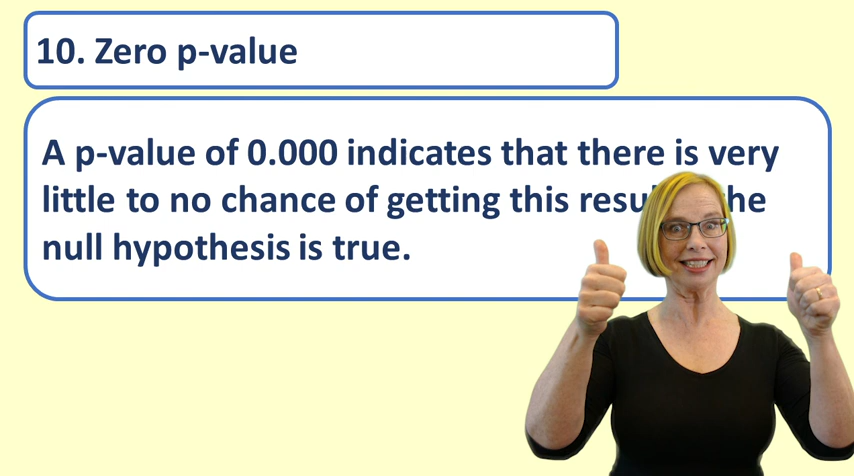 10. Zero p-value
A p-value of 0.000 indicates that there is very
little to no chance of getting this
null hypothesis is true.